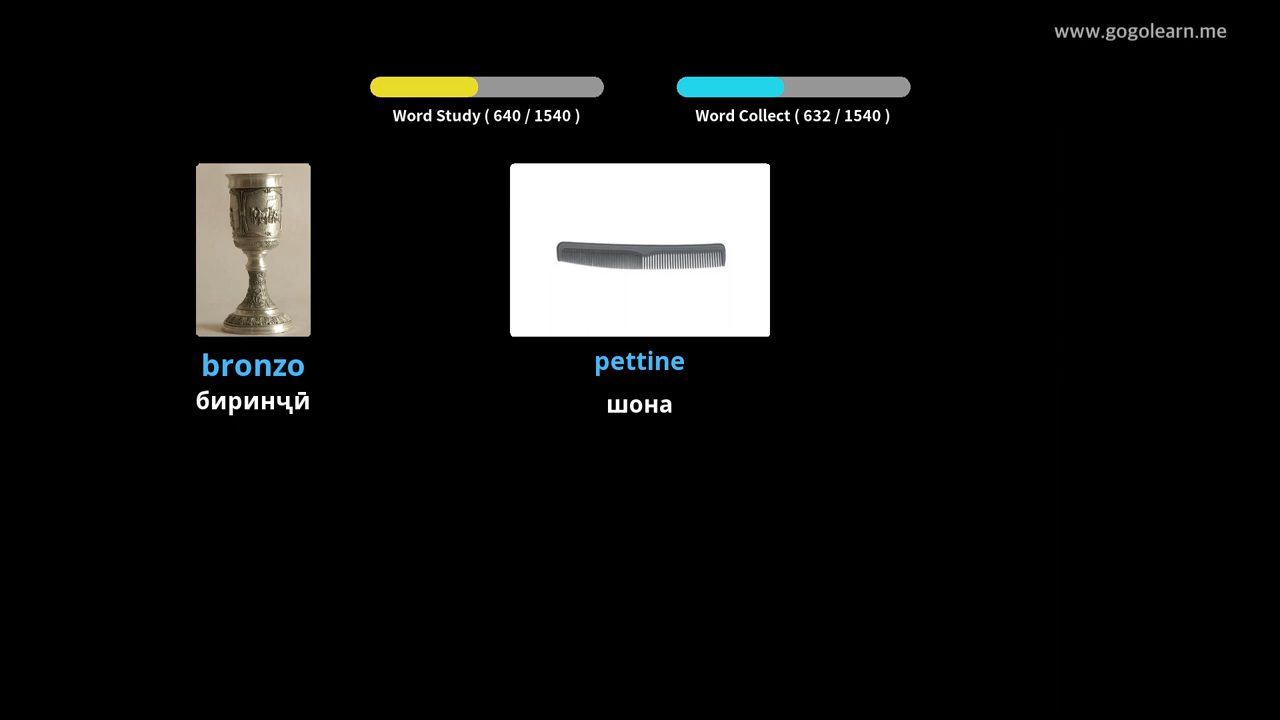 www.gogolearn.me
Word Study ( 640 / 1540 )
Word Collect ( 632 / 1540 )
bronzo
биринҷӣ
pettine
шона